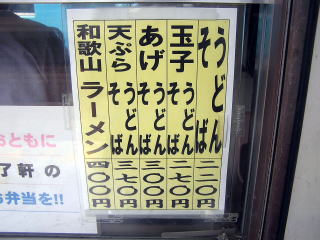 そうどばん 二二〇円
玉子そうどばん 二七〇円
あげそうどばん 三〇〇円
天ぷらそうどばん 三七〇円
和歌山ラーメン 四〇〇円
おともに
了軒の
お弁当を!!